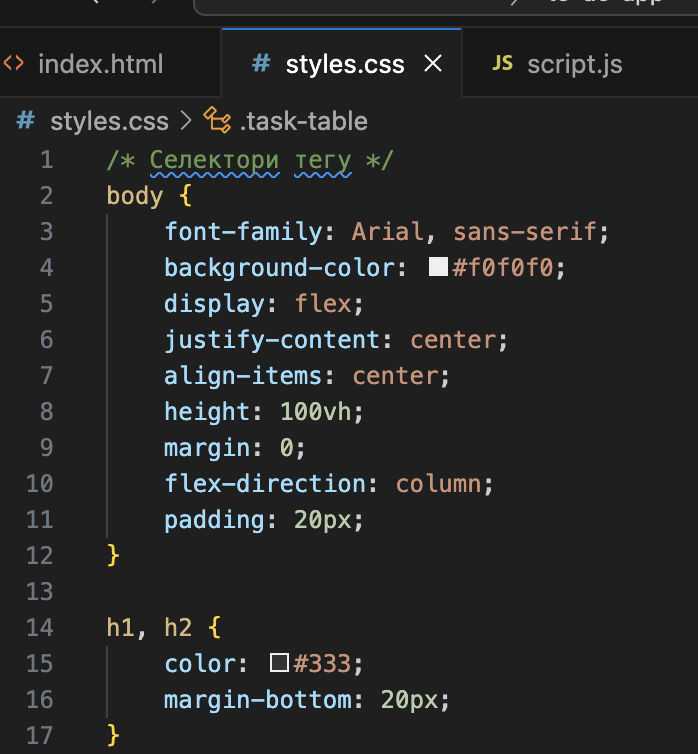 index.html # styles.css × JS script.js
# styles.css > .task-table
1 /* Селектори тегу */
2 body {
3 font-family: Arial, sans-serif;
4 background-color: #f0f0f0;
5 display: flex;
6 justify-content: center;
7 align-items: center;
8 height: 100vh;
9 margin: 0;
10 flex-direction: column;
11 padding: 20px;
12 }
13
14 h1, h2 {
15 color: #333;
16 margin-bottom: 20px;
17 }